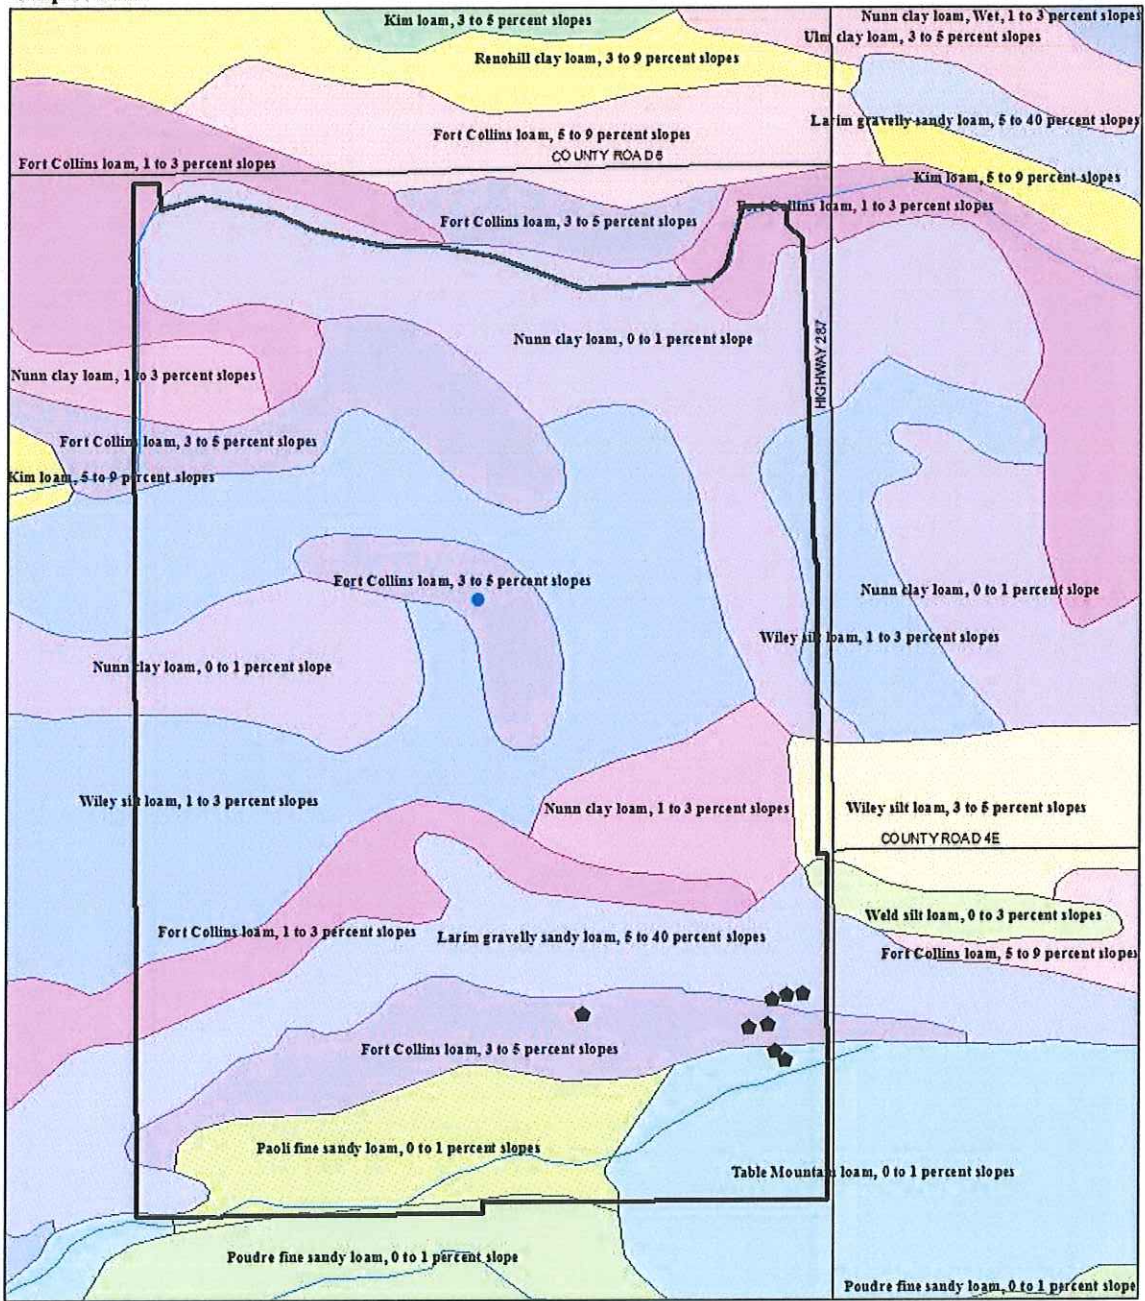 Kim loam, 3 to 5 percent slopes
Nunn clay loam, Wet, 1 to 3 percent slopes
Ulm clay loam, 3 to 5 percent slopes
Renohill clay loam, 3 to 9 percent slopes
Larim gravelly sandy loam, 5 to 40 percent slopes
Fort Collins loam, 5 to 9 percent slopes
COUNTY ROAD 8
Fort Collins loam, 1 to 3 percent slopes
Kim loam, 5 to 9 percent slopes
Fort Collins loam, 1 to 3 percent slopes
Fort Collins loam, 3 to 5 percent slopes
Nunn clay loam, 0 to 1 percent slope
HIGHWAY 287
Nunn clay loam, 1 to 3 percent slopes
Fort Collins loam, 3 to 5 percent slopes
Kim loam, 5 to 9 percent slopes
Fort Collins loam, 3 to 5 percent slopes
Nunn clay loam, 0 to 1 percent slope
Wiley silt loam, 1 to 3 percent slopes
Nunn clay loam, 0 to 1 percent slope
Wiley silt loam, 1 to 3 percent slopes
Nunn clay loam, 1 to 3 percent slopes
Wiley silt loam, 3 to 5 percent slopes
COUNTY ROAD 4E
Weld silt loam, 0 to 3 percent slopes
Fort Collins loam, 1 to 3 percent slopes
Larim gravelly sandy loam, 5 to 40 percent slopes
Fort Collins loam, 5 to 9 percent slopes
Fort Collins loam, 3 to 5 percent slopes
Paoli fine sandy loam, 0 to 1 percent slopes
Table Mountain loam, 0 to 1 percent slopes
Poudre fine sandy loam, 0 to 1 percent slope
Poudre fine sandy loam, 0 to 1 percent slope